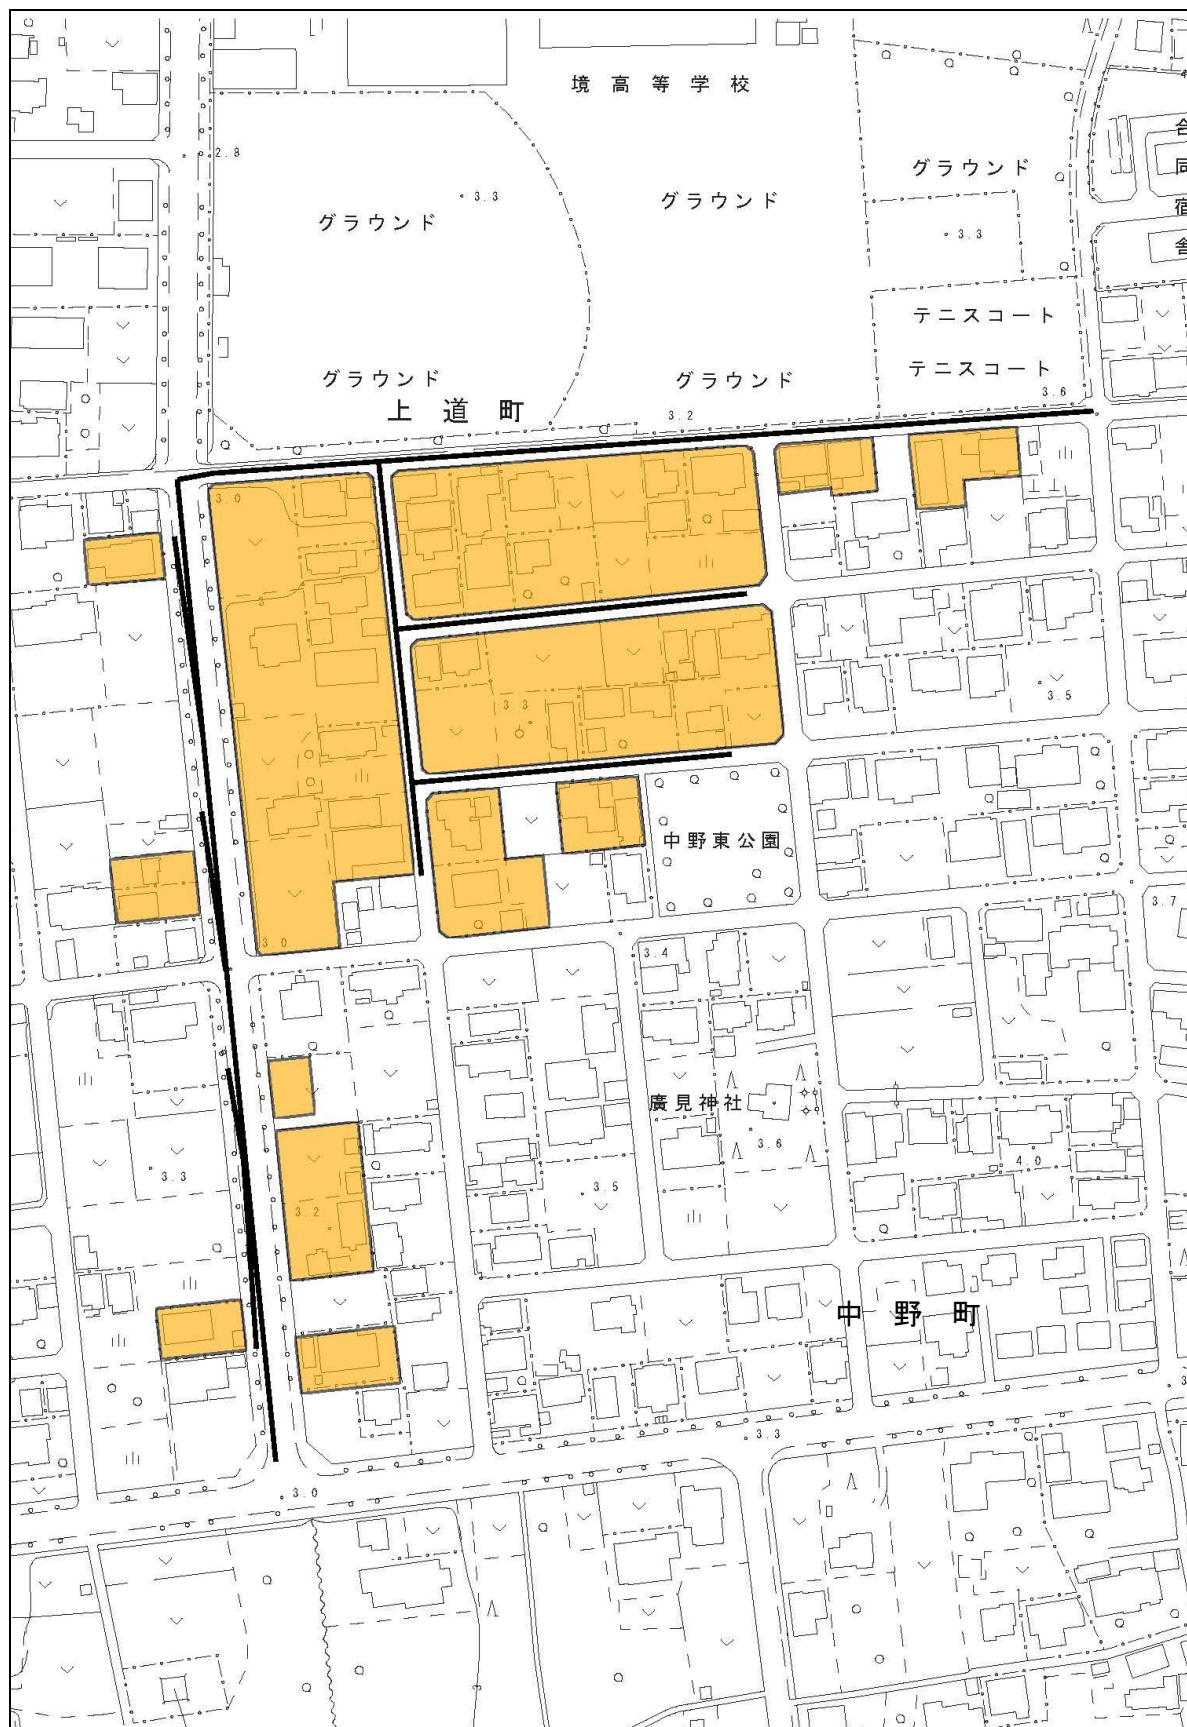 境高等学校
2.8
合
同
宿
舎
グラウンド
3.3
グラウンド
グラウンド
3.3
テニスコート
テニスコート
グラウンド
グラウンド
3.6
上道町
3.2
3.0
3.5
3.3
中野東公園
3.7
3.0
3.4
廣見神社
3.6
4.0
3.3
3.5
3.2
中野町
3.3
3.0